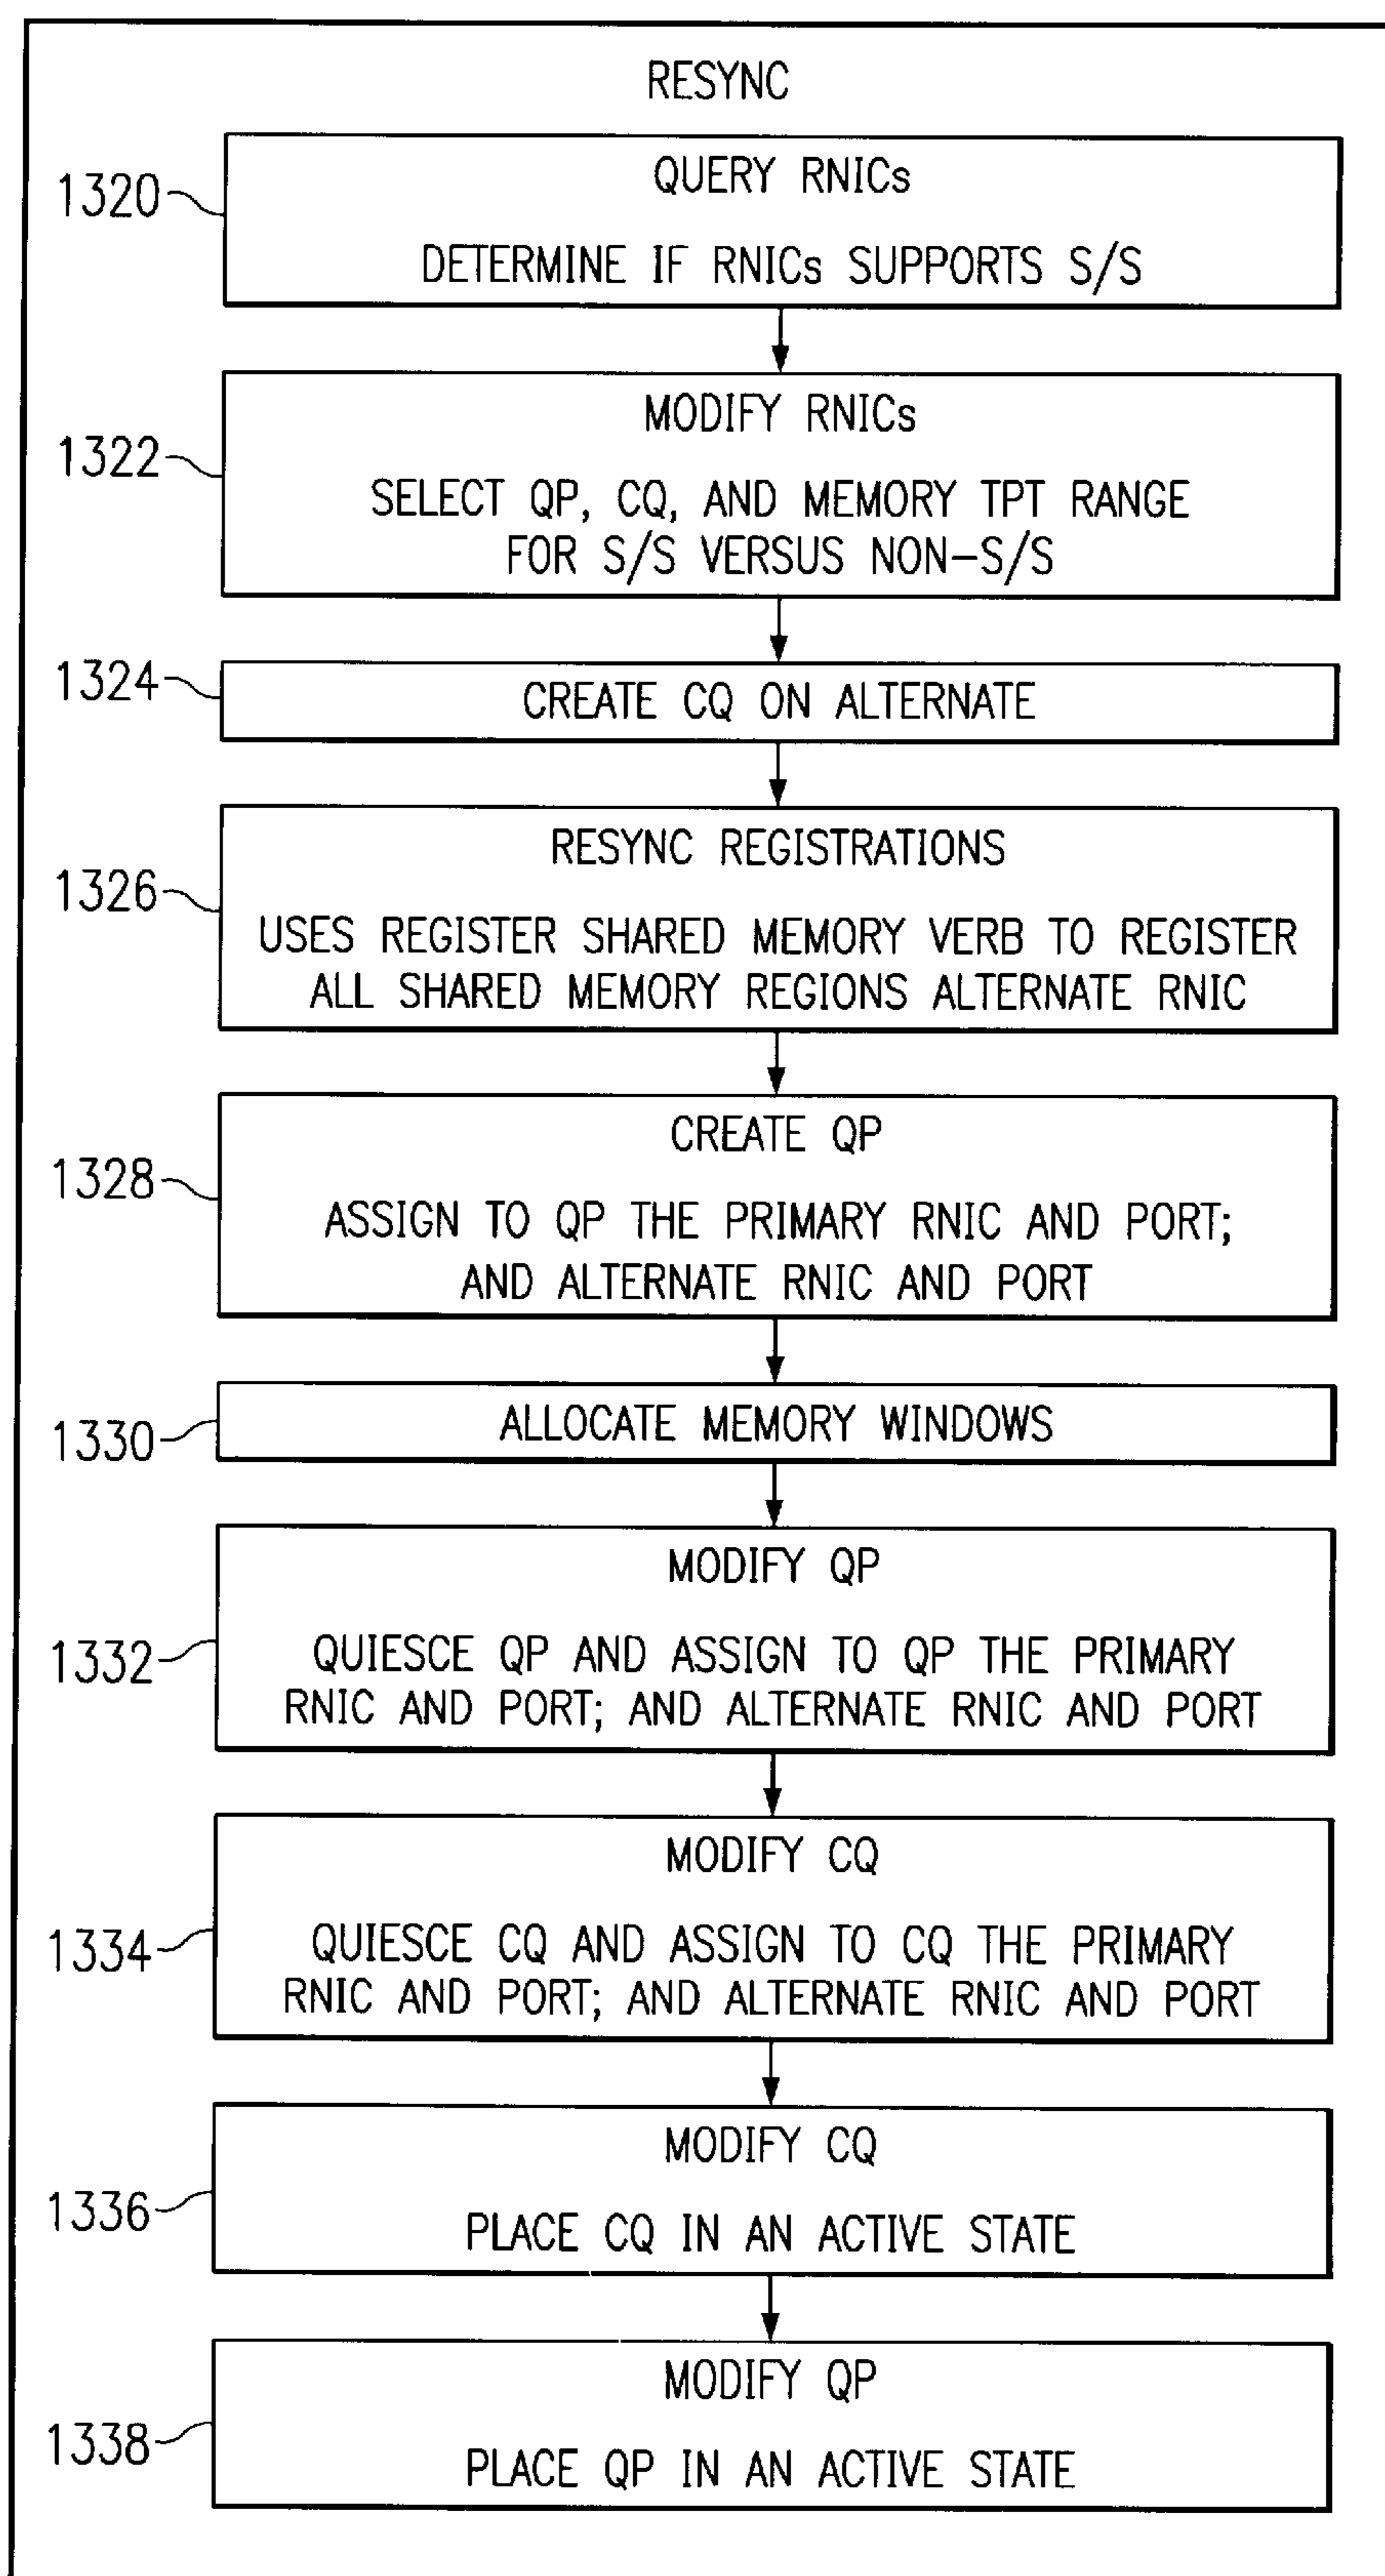 RESYNC
1320
QUERY RNICs
DETERMINE IF RNICs SUPPORTS S/S
1322
MODIFY RNICs
SELECT QP, CQ, AND MEMORY TPT RANGE
FOR S/S VERSUS NON-S/S
1324
CREATE CQ ON ALTERNATE
1326
RESYNC REGISTRATIONS
USES REGISTER SHARED MEMORY VERB TO REGISTER
ALL SHARED MEMORY REGIONS ALTERNATE RNIC
1328
CREATE QP
ASSIGN TO QP THE PRIMARY RNIC AND PORT;
AND ALTERNATE RNIC AND PORT
1330
ALLOCATE MEMORY WINDOWS
1332
MODIFY QP
QUIESCE QP AND ASSIGN TO QP THE PRIMARY
RNIC AND PORT; AND ALTERNATE RNIC AND PORT
1334
MODIFY CQ
QUIESCE CQ AND ASSIGN TO CQ THE PRIMARY
RNIC AND PORT; AND ALTERNATE RNIC AND PORT
1336
MODIFY CQ
PLACE CQ IN AN ACTIVE STATE
1338
MODIFY QP
PLACE QP IN AN ACTIVE STATE